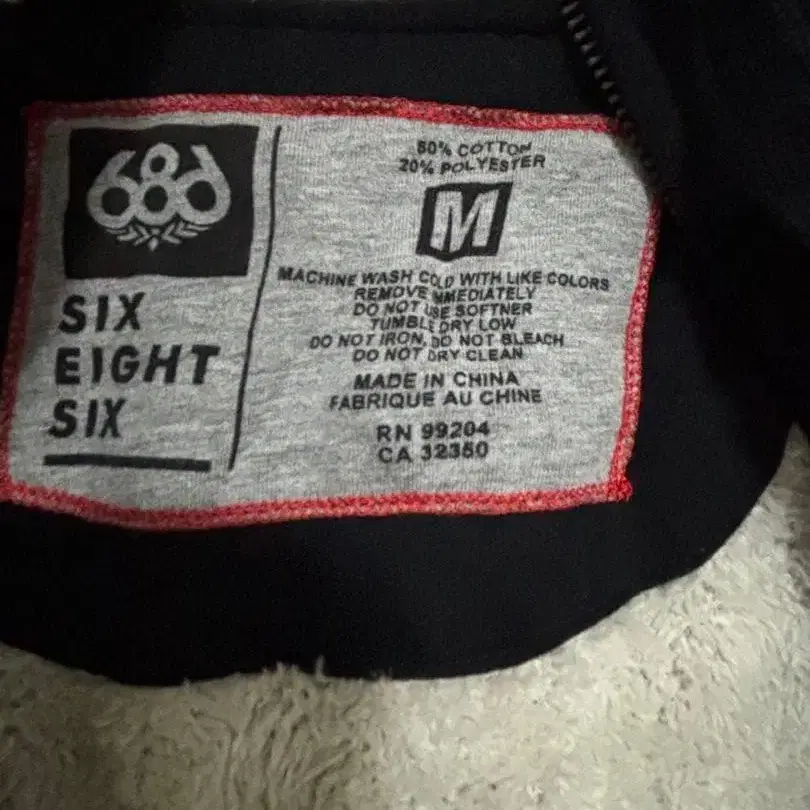 686
SIX
EIGHT
SIX
80% COTTON
20% POLYESTER
M
MACHINE WASH COLD WITH LIKE COLORS
REMOVE IMMEDIATELY
DO NOT USE SOFTNER
TUMBLE DRY LOW
DO NOT IRON, DO NOT BLEACH
DO NOT DRY CLEAN
MADE IN CHINA
FABRIQUE AU CHINE
RN 99204
CA 32350